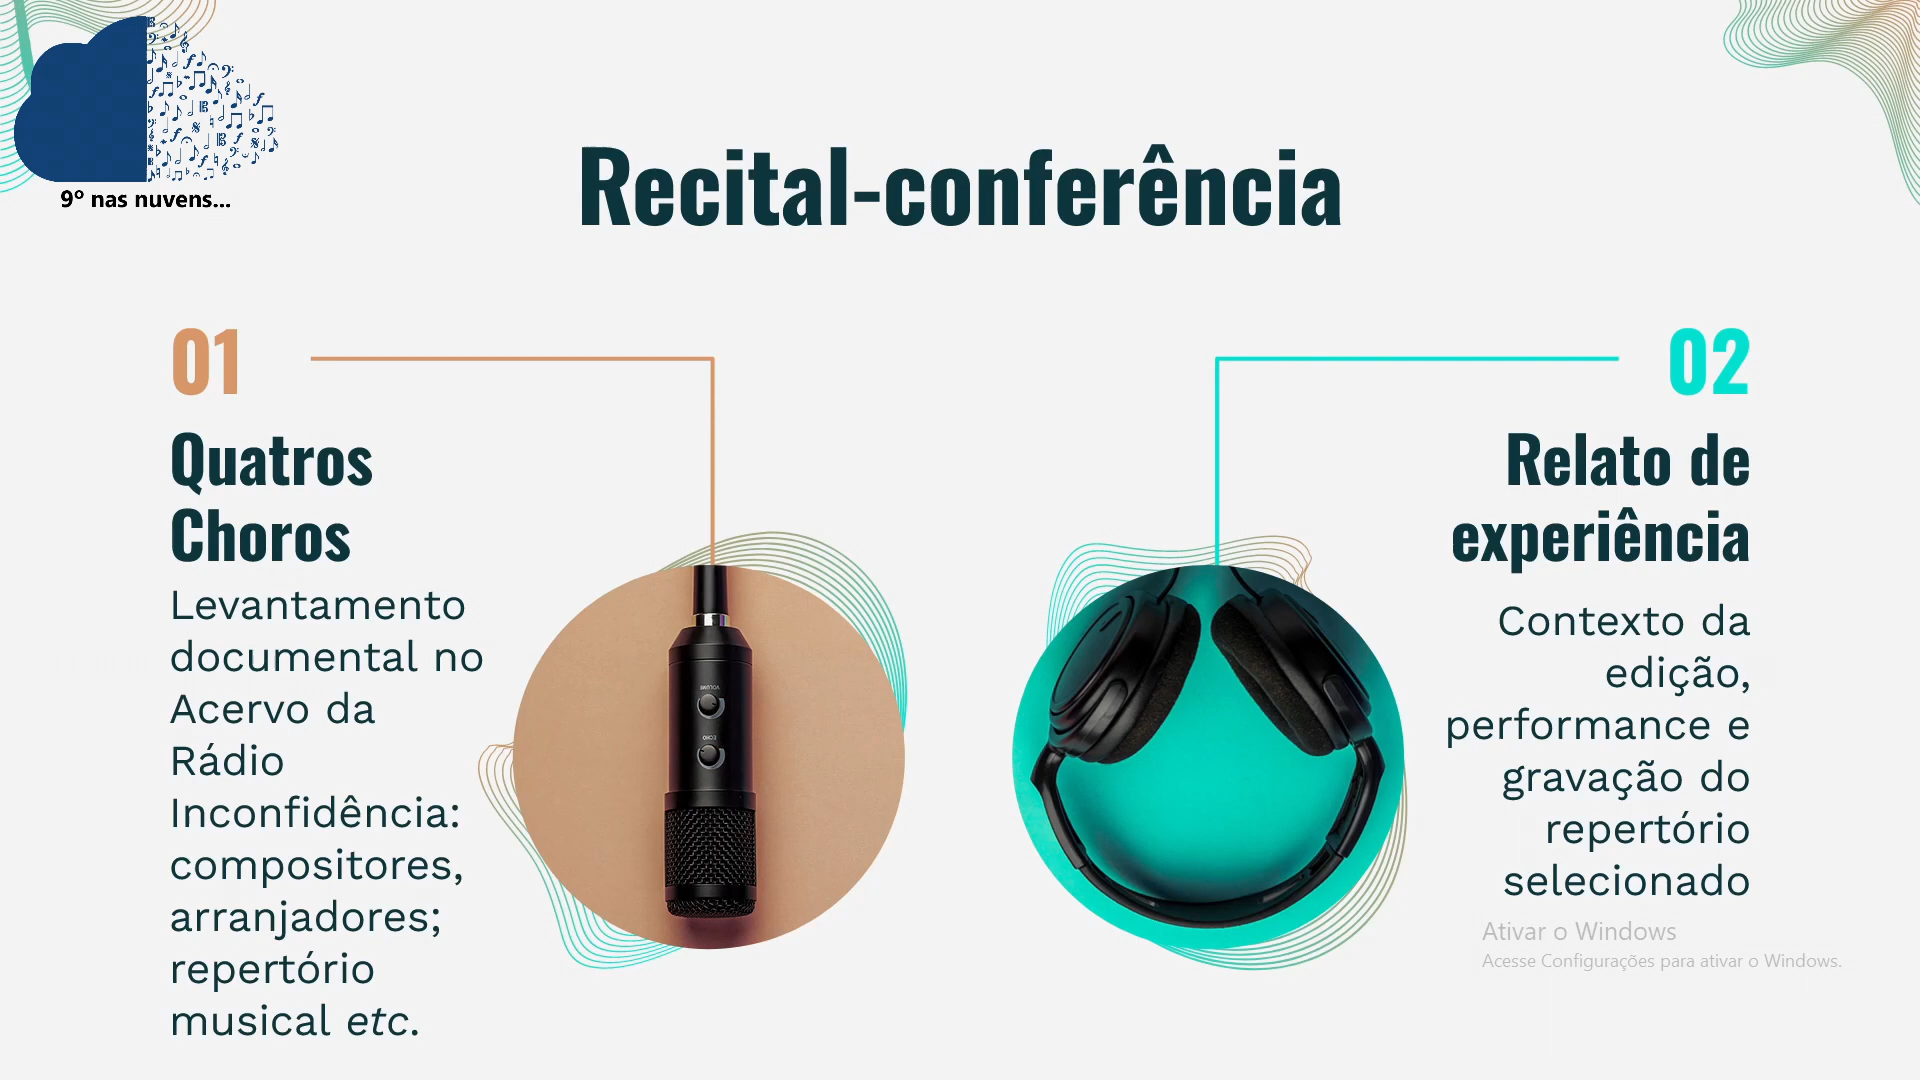 9º nas nuvens...
Recital-conferência
01
Quatros
Choros
Levantamento
documental no
Acervo da
Rádio
Inconfidência:
compositores,
arranjadores;
repertório
musical etc.
VOLUME
ECHO
02
Relato de
experiência
Contexto da
edição,
performance e
gravação do
repertório
selecionado
Ativar o Windows
Acesse Configurações para ativar o Windows.